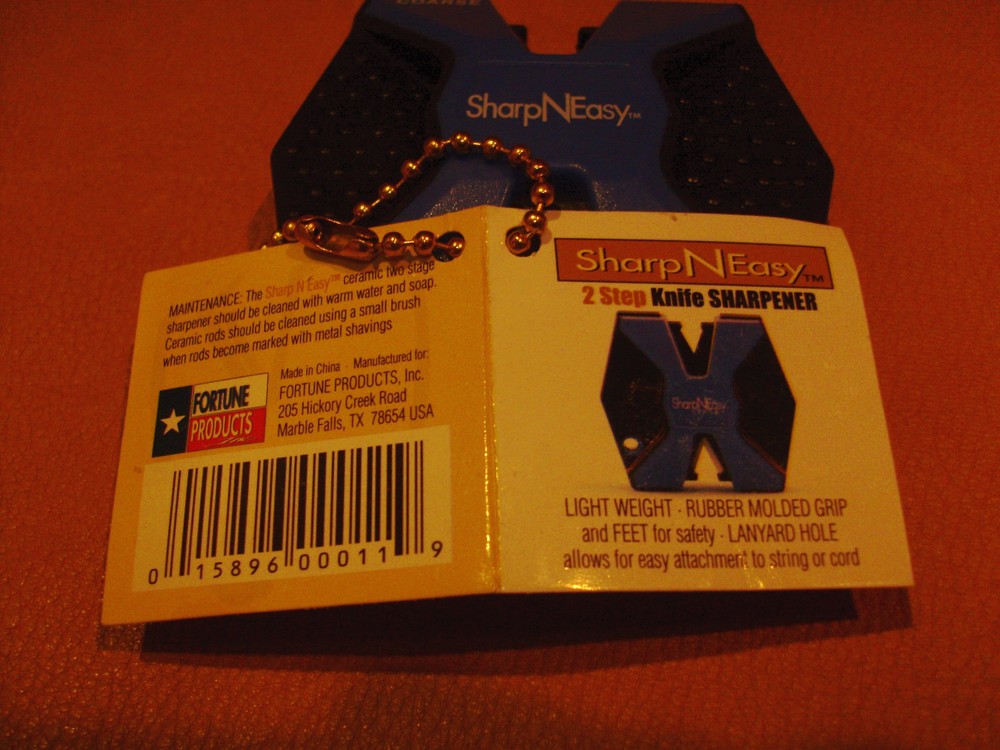 COARSE
SharpNEasy™
MAINTENANCE: The Sharp N Easy™ ceramic two stage
sharpener should be cleaned with warm water and soap.
Ceramic rods should be cleaned using a small brush
when rods become marked with metal shavings
FORTUNE
PRODUCTS
Inc.
Made in China · Manufactured for:
FORTUNE PRODUCTS, Inc.
205 Hickory Creek Road
Marble Falls, TX 78654 USA
0 15896 00011 9
SharpNEasy™
2 Step Knife SHARPENER
SharpNEasy
LIGHT WEIGHT · RUBBER MOLDED GRIP
and FEET for safety · LANYARD HOLE
allows for easy attachment to string or cord